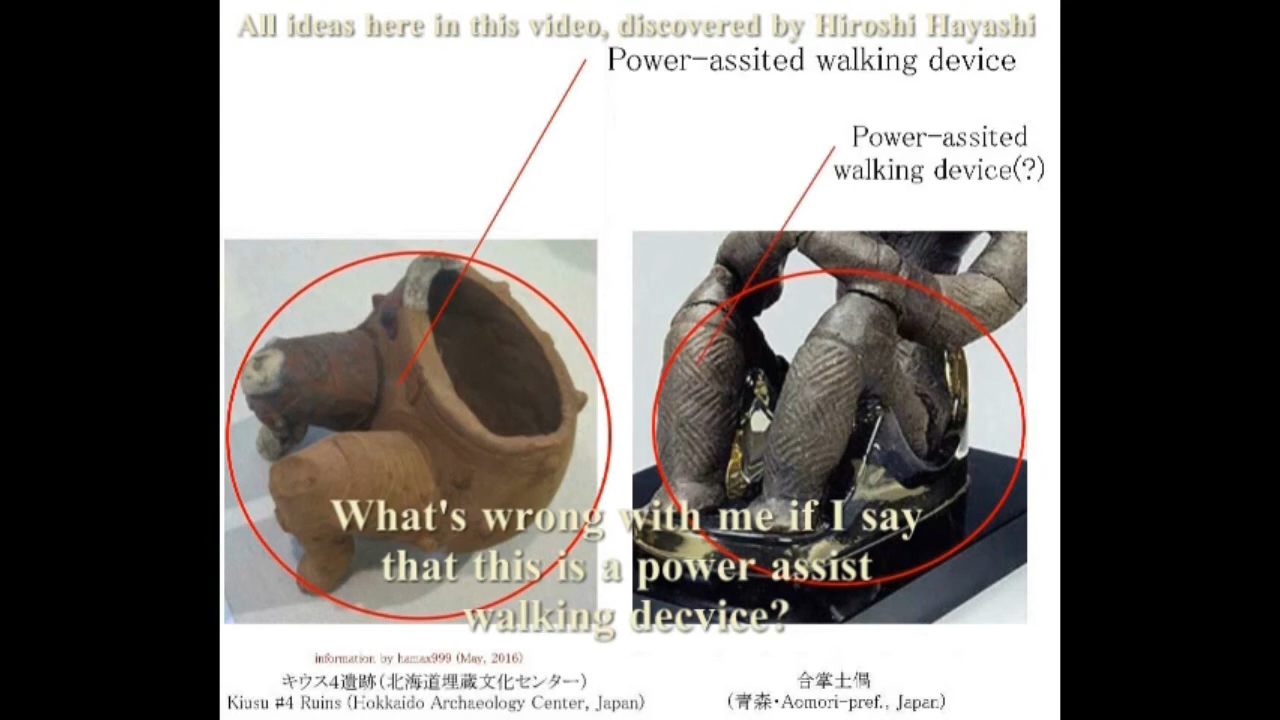 All ideas here in this video, discovered by Hiroshi Hayashi
Power-assited walking device
Power-assited
walking device(?)
What's wrong with me if I say
that this is a power assist
walking decvice?
information by hamax999 (May, 2016)
キウス4遺跡(北海道埋蔵文化センター)
Kiusu #4 Ruins (Hokkaido Archaeology Center, Japan)
合掌土偶
(青森・Aomori-pref., Japan)